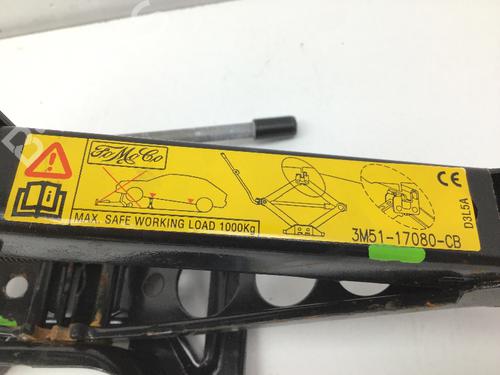 FoMoCo
MAX. SAFE WORKING LOAD 1000Kg
3M51-17080-CB
D3L5A
CE